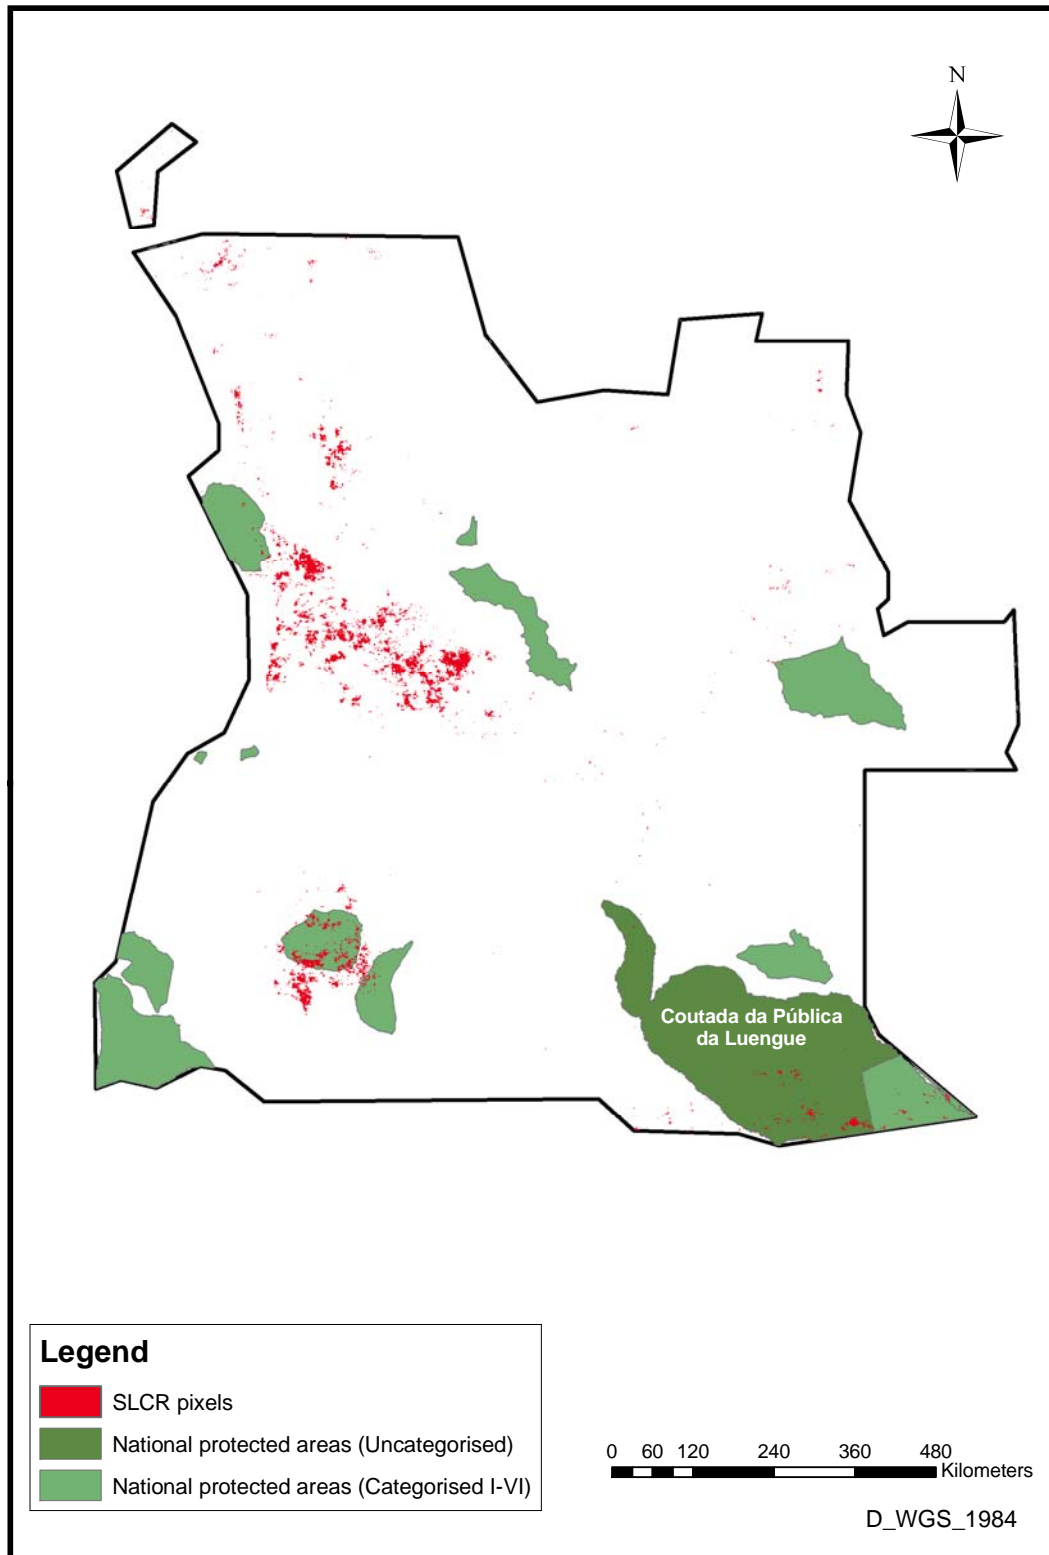 N
Coutada da Pública
da Luengue
Legend
SLCR pixels
National protected areas (Uncategorised)
National protected areas (Categorised I-VI)
0 60 120 240 360 480
Kilometers
D_WGS_1984